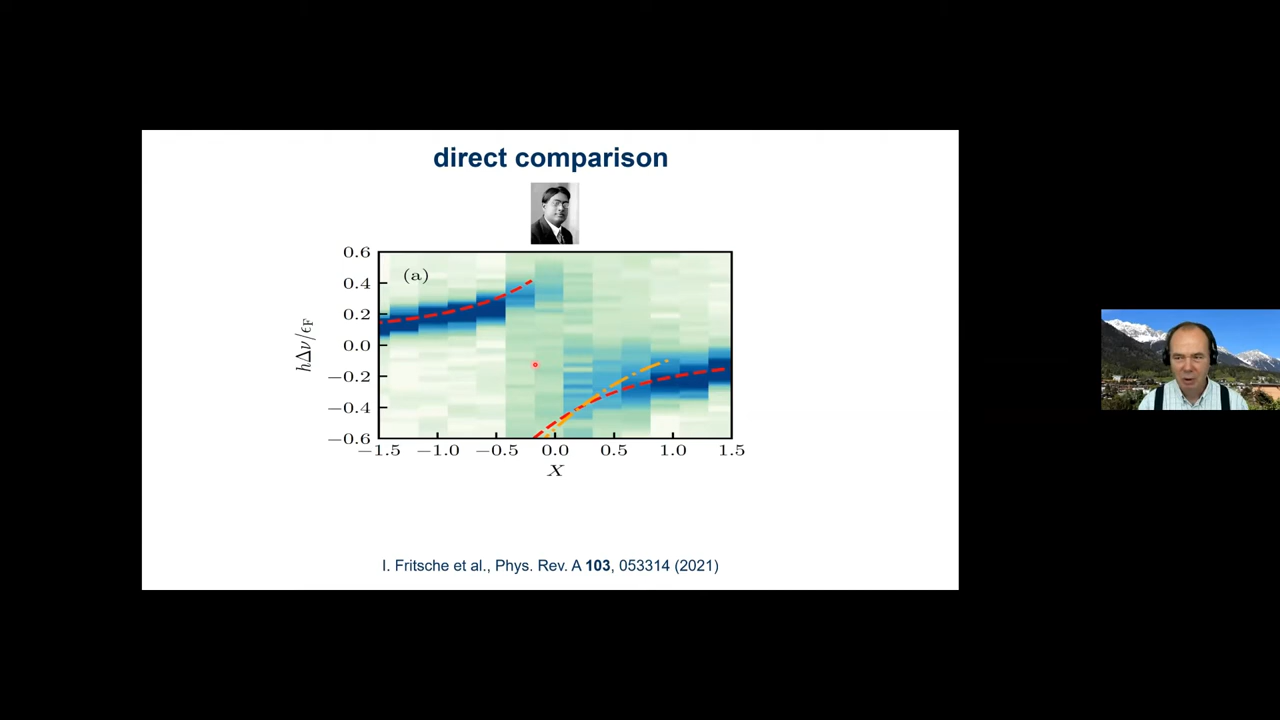 direct comparison
(a)
hΔν/ϵF
0.6
0.4
0.2
0.0
−0.2
−0.4
−0.6
−1.5 −1.0 −0.5 0.0 0.5 1.0 1.5
X
I. Fritsche et al., Phys. Rev. A 103, 053314 (2021)